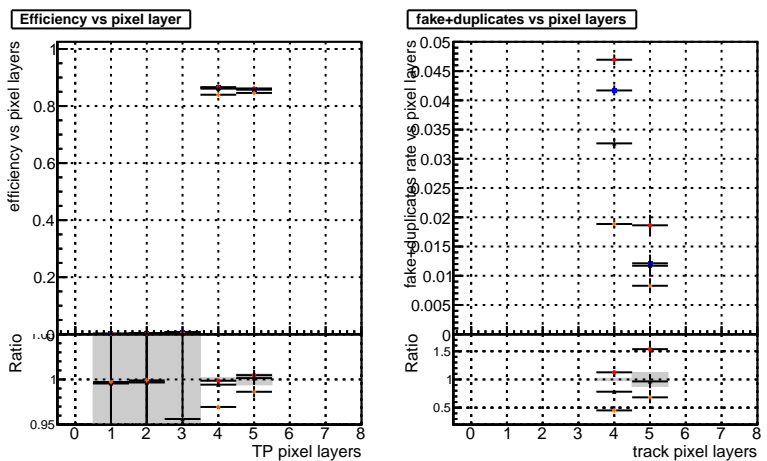 Efficiency vs pixel layer
efficiency vs pixel layers
1
0.8
0.6
0.4
0.2
0
Ratio
1.05
1
0.95
0 1 2 3 4 5 6 7 8
TP pixel layers
fake+duplicates vs pixel layers
fake+duplicates rate vs pixel layers
0.05
0.045
0.04
0.035
0.03
0.025
0.02
0.015
0.01
0.005
0
Ratio
1.5
1
0.5
0 1 2 3 4 5 6 7 8
track pixel layers